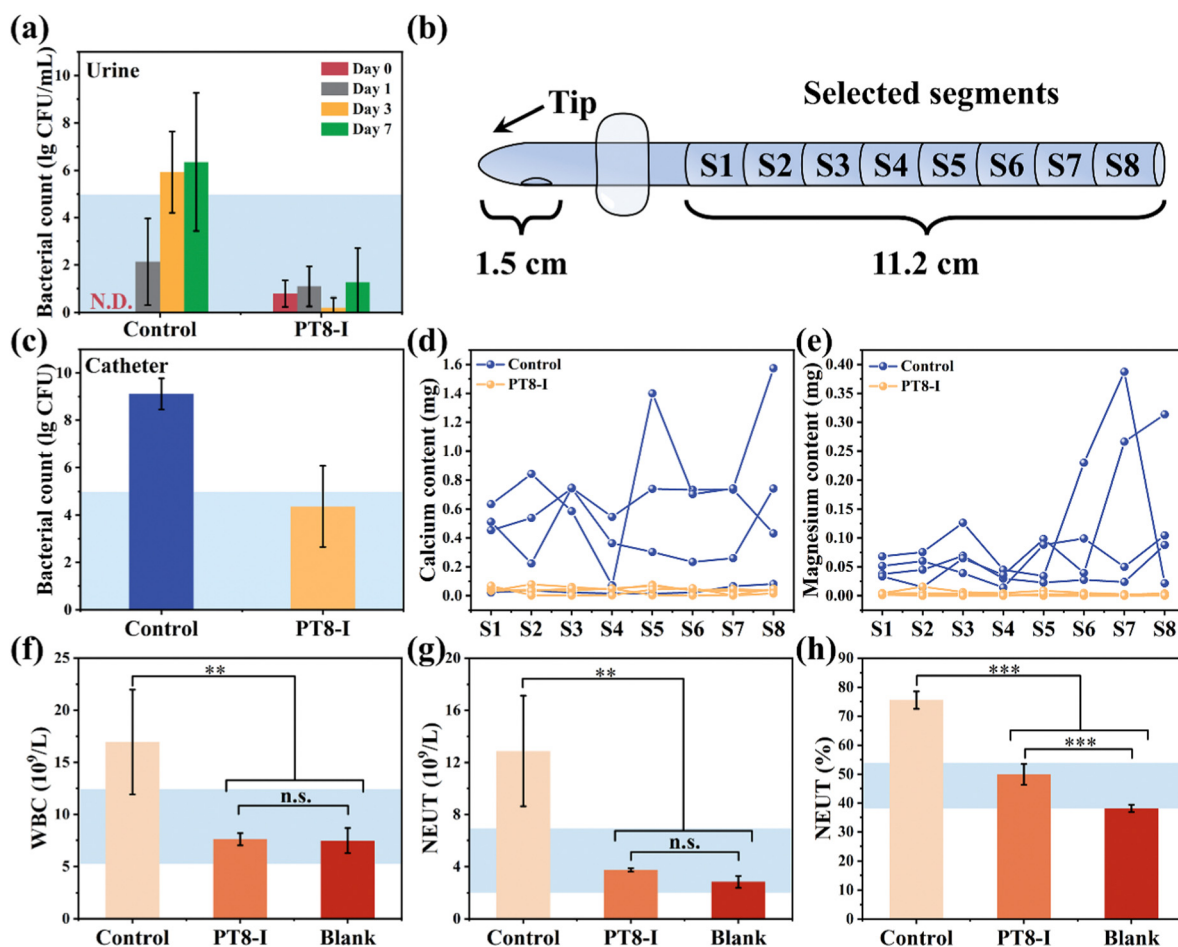 (a)
Bacterial count (lg CFU/mL)
10
8
6
4
2
0
Urine
Day 0
Day 1
Day 3
Day 7
N.D.
Control PT8-I
(b)
Tip
Selected segments
S1 S2 S3 S4 S5 S6 S7 S8
1.5 cm 11.2 cm
(c)
Bacterial count (lg CFU)
10
8
6
4
2
0
Catheter
Control PT8-I
(d)
Calcium content (mg)
1.6
1.4
1.2
1.0
0.8
0.6
0.4
0.2
0.0
Control
PT8-I
S1 S2 S3 S4 S5 S6 S7 S8
(e)
Magnesium content (mg)
0.40
0.35
0.30
0.25
0.20
0.15
0.10
0.05
0.00
Control
PT8-I
S1 S2 S3 S4 S5 S6 S7 S8
(f)
WBC (10⁹/L)
25
20
15
10
5
0
**
n.s.
Control PT8-I Blank
(g)
NEUT (10⁹/L)
20
16
12
8
4
0
**
n.s.
Control PT8-I Blank
(h)
NEUT (%)
90
80
70
60
50
40
30
20
10
0
***
***
Control PT8-I Blank